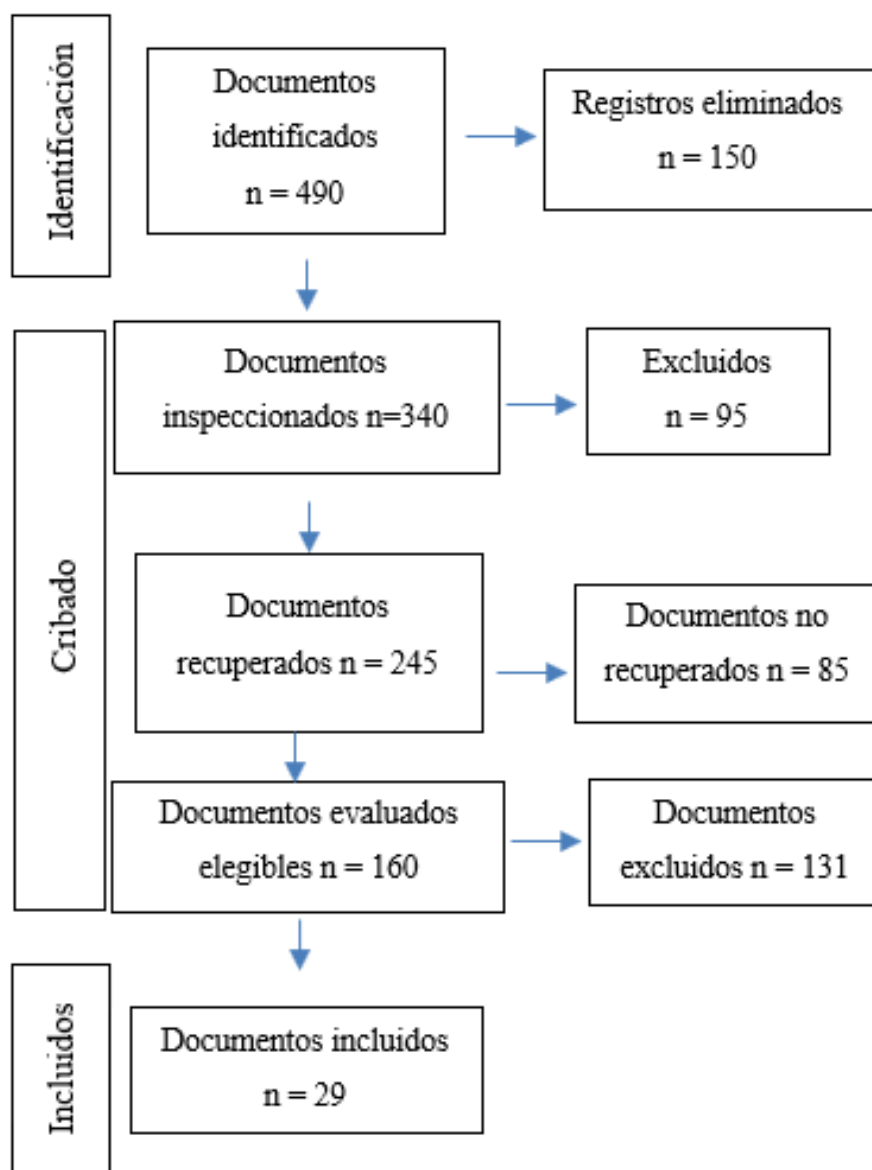 Identificación
Documentos
identificados
n = 490
Registros eliminados
n = 150
Cribado
Documentos
inspeccionados n=340
Excluidos
n = 95
Documentos
recuperados n = 245
Documentos no
recuperados n = 85
Documentos evaluados
elegibles n = 160
Documentos
excluidos n = 131
Incluidos
Documentos incluidos
n = 29